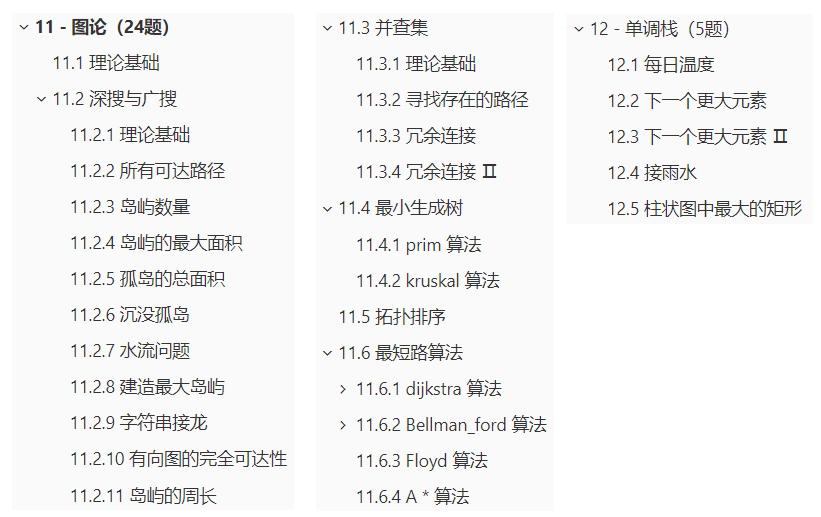 11 - 图论（24题）
11.1 理论基础
11.2 深搜与广搜
11.2.1 理论基础
11.2.2 所有可达路径
11.2.3 岛屿数量
11.2.4 岛屿的最大面积
11.2.5 孤岛的总面积
11.2.6 沉没孤岛
11.2.7 水流问题
11.2.8 建造最大岛屿
11.2.9 字符串接龙
11.2.10 有向图的完全可达性
11.2.11 岛屿的周长
11.3 并查集
11.3.1 理论基础
11.3.2 寻找存在的路径
11.3.3 冗余连接
11.3.4 冗余连接 Ⅱ
11.4 最小生成树
11.4.1 prim 算法
11.4.2 kruskal 算法
11.5 拓扑排序
11.6 最短路算法
11.6.1 dijkstra 算法
11.6.2 Bellman_ford 算法
11.6.3 Floyd 算法
11.6.4 A * 算法
12 - 单调栈（5题）
12.1 每日温度
12.2 下一个更大元素
12.3 下一个更大元素 Ⅱ
12.4 接雨水
12.5 柱状图中最大的矩形